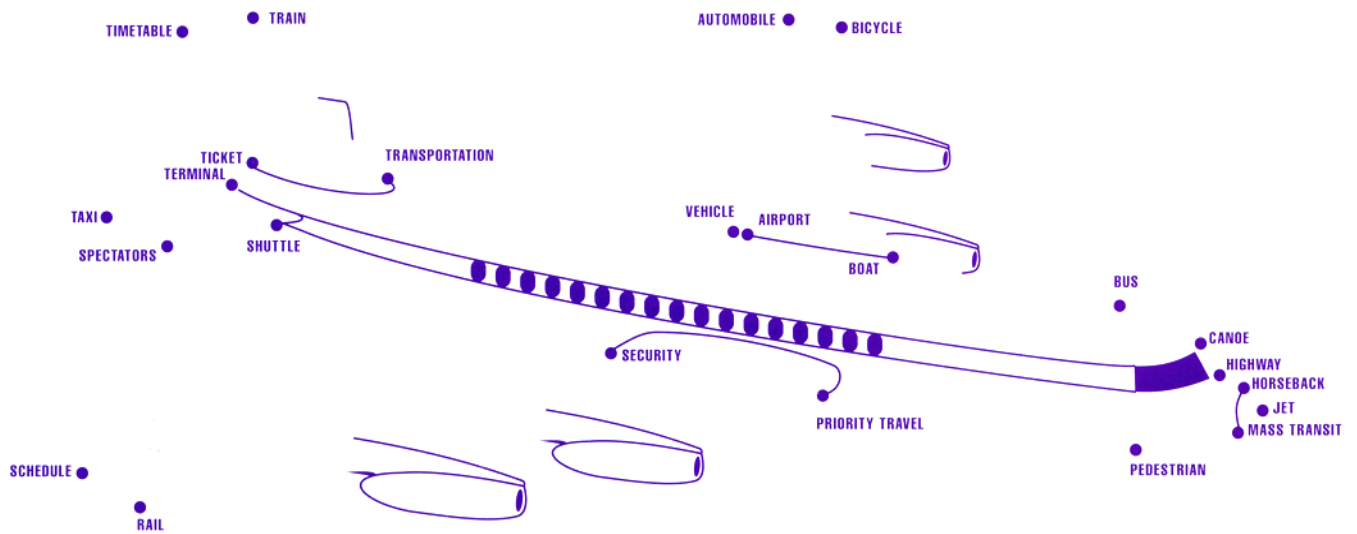 TRAIN
TIMETABLE
AUTOMOBILE
BICYCLE
TICKET
TRANSPORTATION
TERMINAL
TAXI
SPECTATORS
SHUTTLE
VEHICLE
AIRPORT
BOAT
BUS
CANOE
SECURITY
HIGHWAY
HORSEBACK
JET
PRIORITY TRAVEL
MASS TRANSIT
SCHEDULE
PEDESTRIAN
RAIL